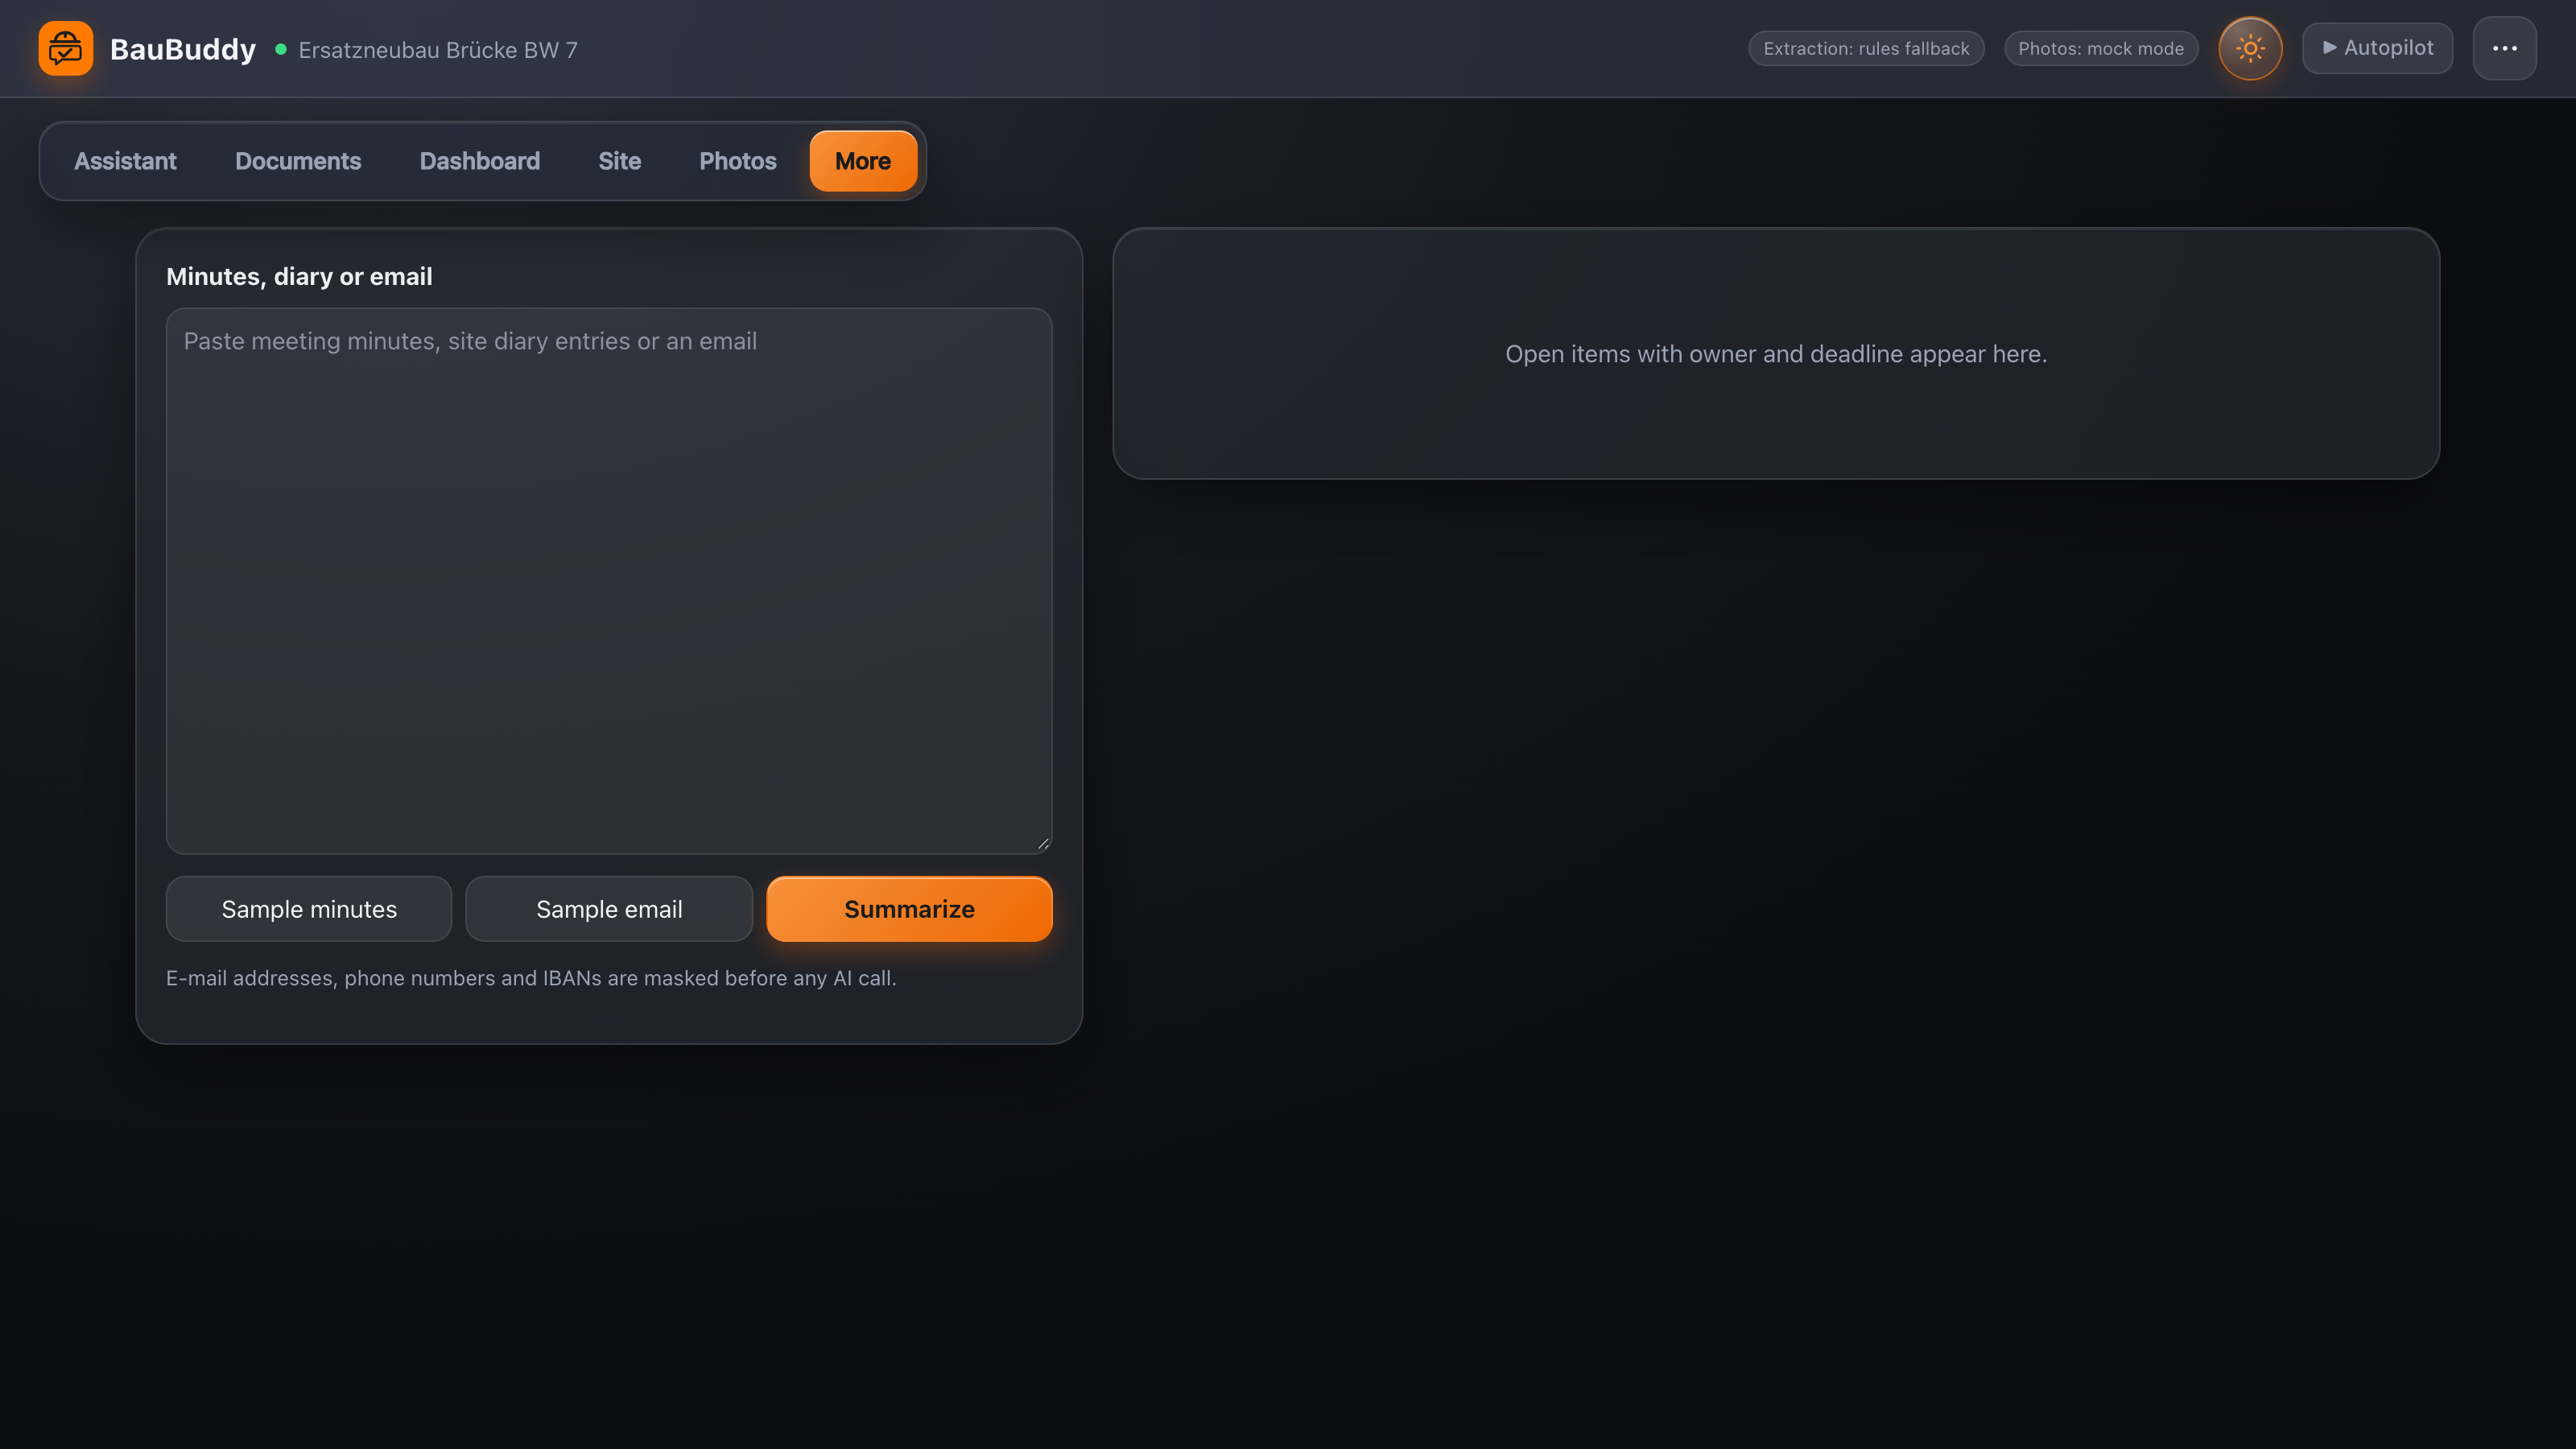 BauBuddy
Ersatzneubau Brücke BW 7
Extraction: rules fallback
Photos: mock mode
Autopilot
Assistant
Documents
Dashboard
Site
Photos
More
Minutes, diary or email
Paste meeting minutes, site diary entries or an email
Sample minutes
Sample email
Summarize
E-mail addresses, phone numbers and IBANs are masked before any AI call.
Open items with owner and deadline appear here.